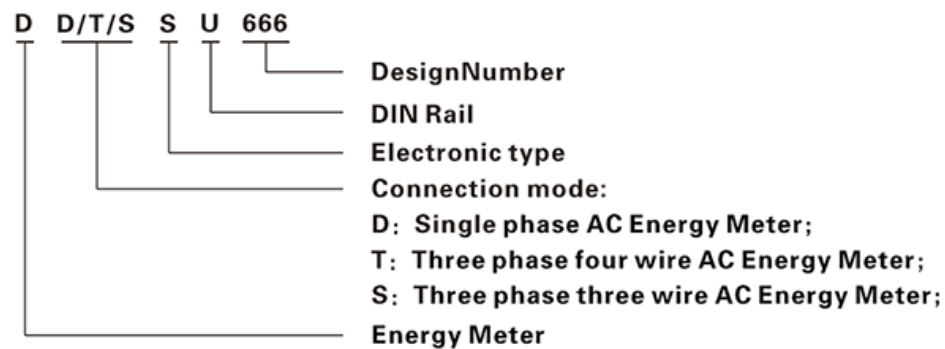 D D/T/S S U 666
DesignNumber
DIN Rail
Electronic type
Connection mode:
D: Single phase AC Energy Meter;
T: Three phase four wire AC Energy Meter;
S: Three phase three wire AC Energy Meter;
Energy Meter